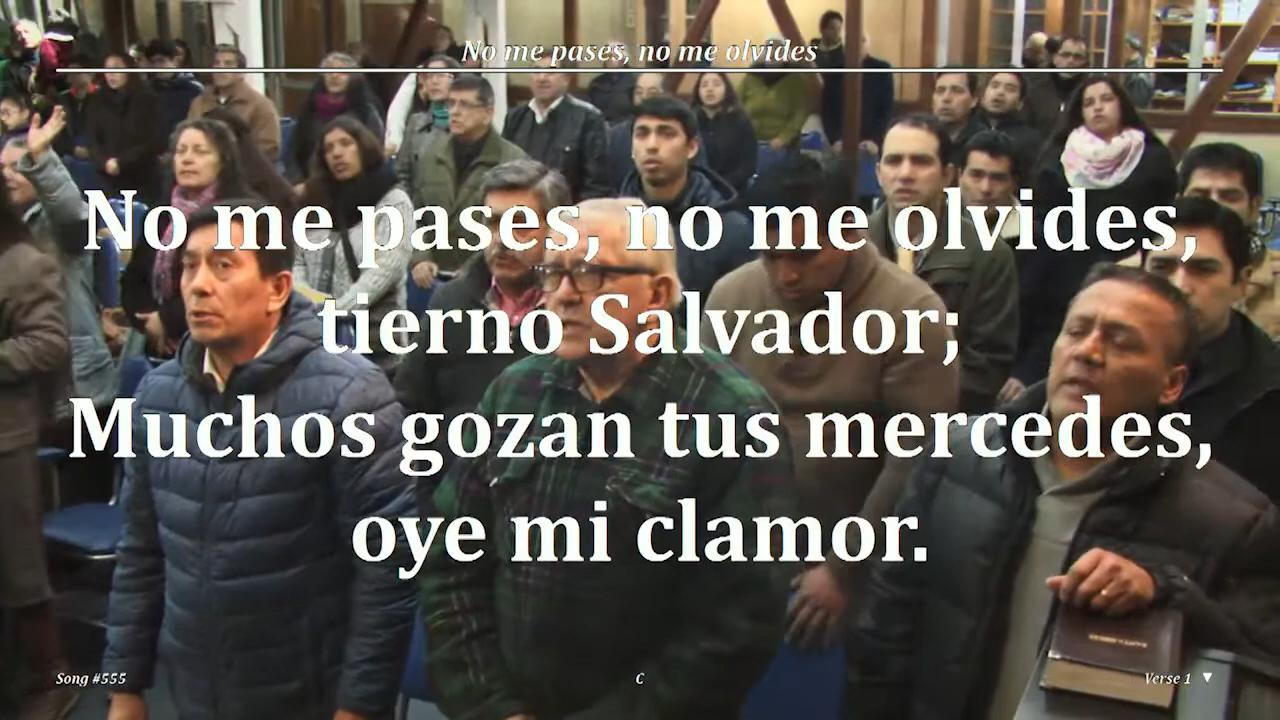 No me pases, no me olvides
No me pases, no me olvides,
tierno Salvador;
Muchos gozan tus mercedes,
oye mi clamor.
Song #555
C
Verse 1 ▼